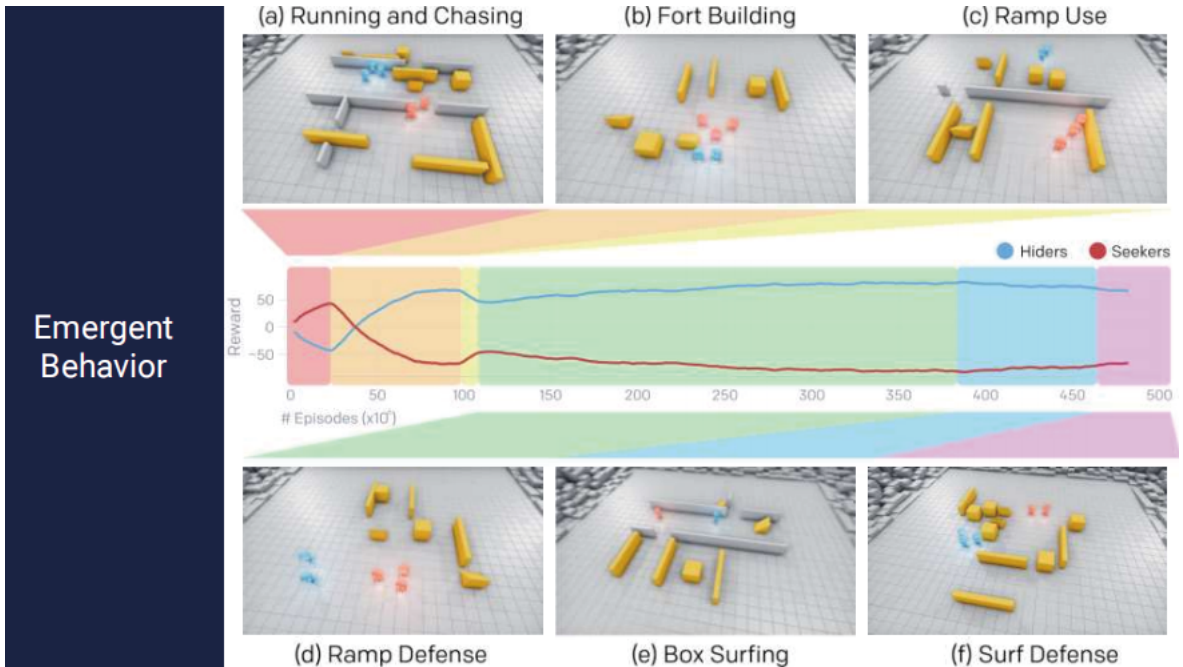 Emergent
Behavior
(a) Running and Chasing
(b) Fort Building
(c) Ramp Use
Hiders
Seekers
Reward
50
0
−50
0
50
100
150
200
250
300
350
400
450
500
# Episodes (x10⁶)
(d) Ramp Defense
(e) Box Surfing
(f) Surf Defense